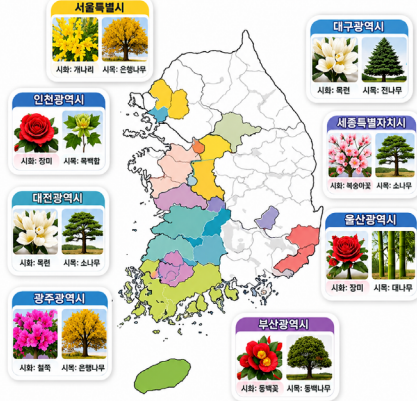 서울특별시
시화: 개나리 시목: 은행나무
대구광역시
시화: 목련 시목: 전나무
인천광역시
시화: 장미 시목: 목백합
세종특별자치시
시화: 복숭아꽃 시목: 소나무
대전광역시
시화: 목련 시목: 소나무
울산광역시
시화: 장미 시목: 대나무
광주광역시
시화: 철쭉 시목: 은행나무
부산광역시
시화: 동백꽃 시목: 동백나무